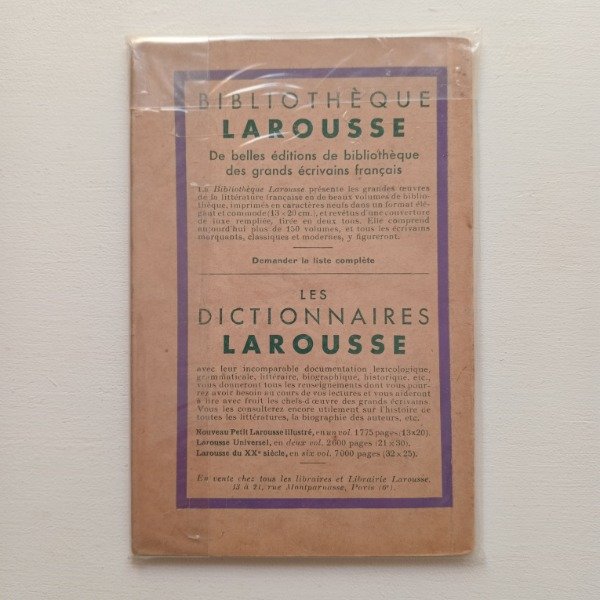 BIBLIOTHÈQUE
LAROUSSE
De belles éditions de bibliothèque
des grands écrivains français
La Bibliothèque Larousse présente les grandes œuvres
de la littérature française en de beaux volumes de biblio-
thèque, imprimés en caractères neufs dans un format élé-
gant et commode (13 × 20 cm.), et revêtus d'une couverture
de luxe rempliée, tirée en deux tons. Elle comprend
aujourd'hui plus de 150 volumes, et tous les écrivains
marquants, classiques et modernes, y figureront.
Demander la liste complète
LES
DICTIONNAIRES
LAROUSSE
avec leur incomparable documentation lexicologique,
grammaticale, littéraire, biographique, historique, etc.,
vous donneront tous les renseignements dont vous pour-
rez avoir besoin au cours de vos lectures et vous aideront
à lire avec fruit les chefs-d'œuvre des grands écrivains.
Vous les consulterez encore utilement sur l'histoire de
toutes les littératures, la biographie des auteurs, etc.
Nouveau Petit Larousse illustré, en un vol. 1775 pages (13×20).
Larousse Universel, en deux vol. 2600 pages (21 × 30).
Larousse du XXe siècle, en six vol. 7000 pages (32 × 25).
En vente chez tous les libraires et Librairie Larousse,
13 à 21, rue Montparnasse, Paris (6e).